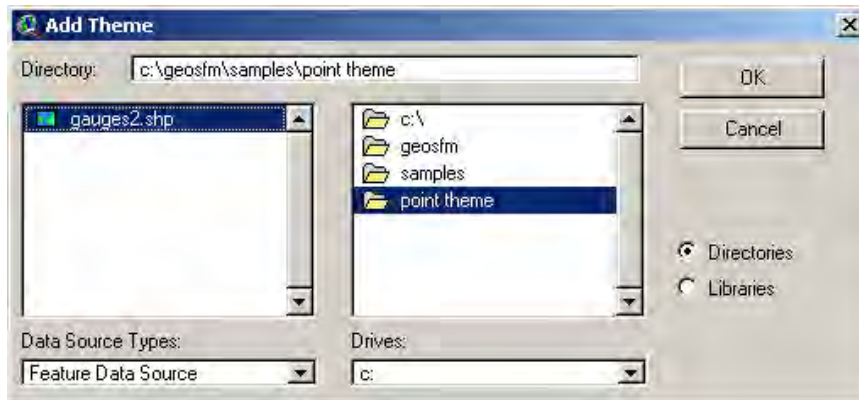 Add Theme
Directory: c:\geosfm\samples\point theme
OK
Cancel
gauges2.shp
c:\
geosfm
samples
point theme
Directories
Libraries
Data Source Types:
Feature Data Source
Drives:
c: